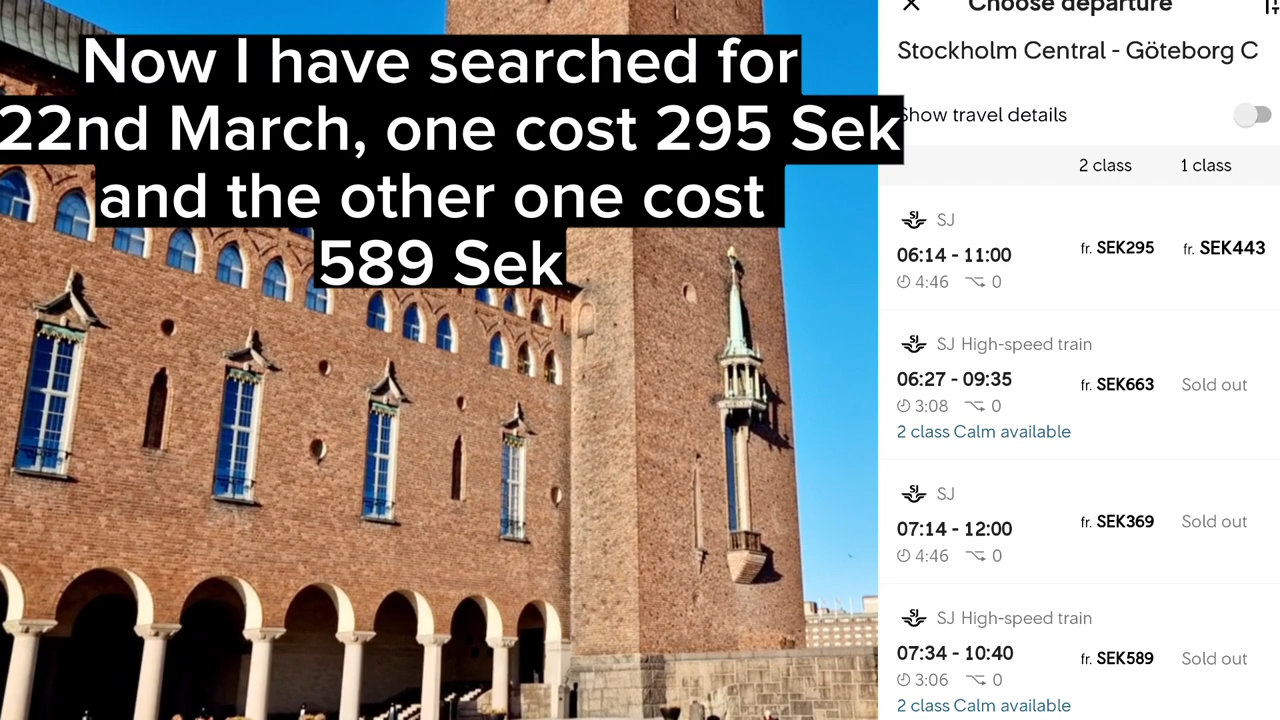 Now I have searched for
22nd March, one cost 295 Sek
and the other one cost
589 Sek
Choose departure
Stockholm Central - Göteborg C
Show travel details
2 class 1 class
SJ SJ
06:14 - 11:00 fr. SEK295 fr. SEK443
4:46 0
SJ SJ High-speed train
06:27 - 09:35 fr. SEK663 Sold out
3:08 0
2 class Calm available
SJ SJ
07:14 - 12:00 fr. SEK369 Sold out
4:46 0
SJ SJ High-speed train
07:34 - 10:40 fr. SEK589 Sold out
3:06 0
2 class Calm available